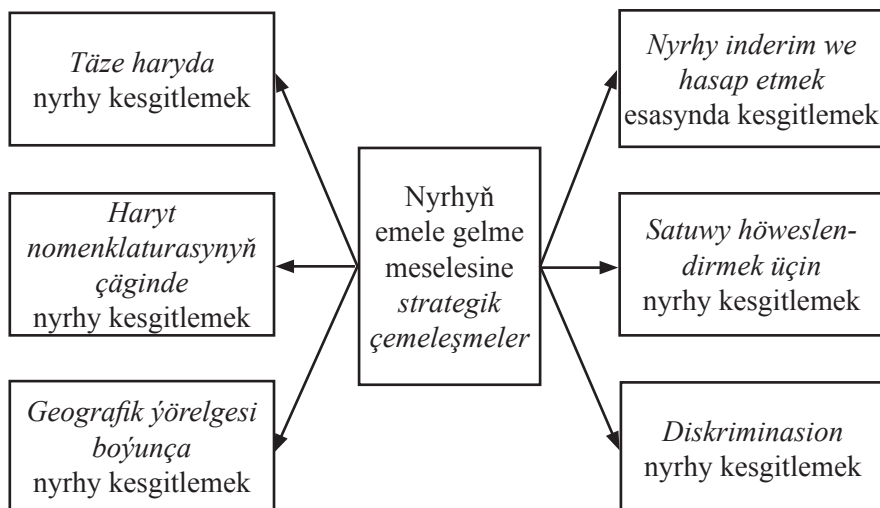 Täze haryda
nyrhy kesgitlemek
Haryt
nomenklaturasynyň
çäginde
nyrhy kesgitlemek
Geografik ýörelgesi
boýunça
nyrhy kesgitlemek
Nyrhyň
emele gelme
meselesine
strategik
çemeleşmeler
Nyrhy inderim we
hasap etmek
esasynda kesgitlemek
Satuwy höweslen-
dirmek üçin
nyrhy kesgitlemek
Diskriminasion
nyrhy kesgitlemek